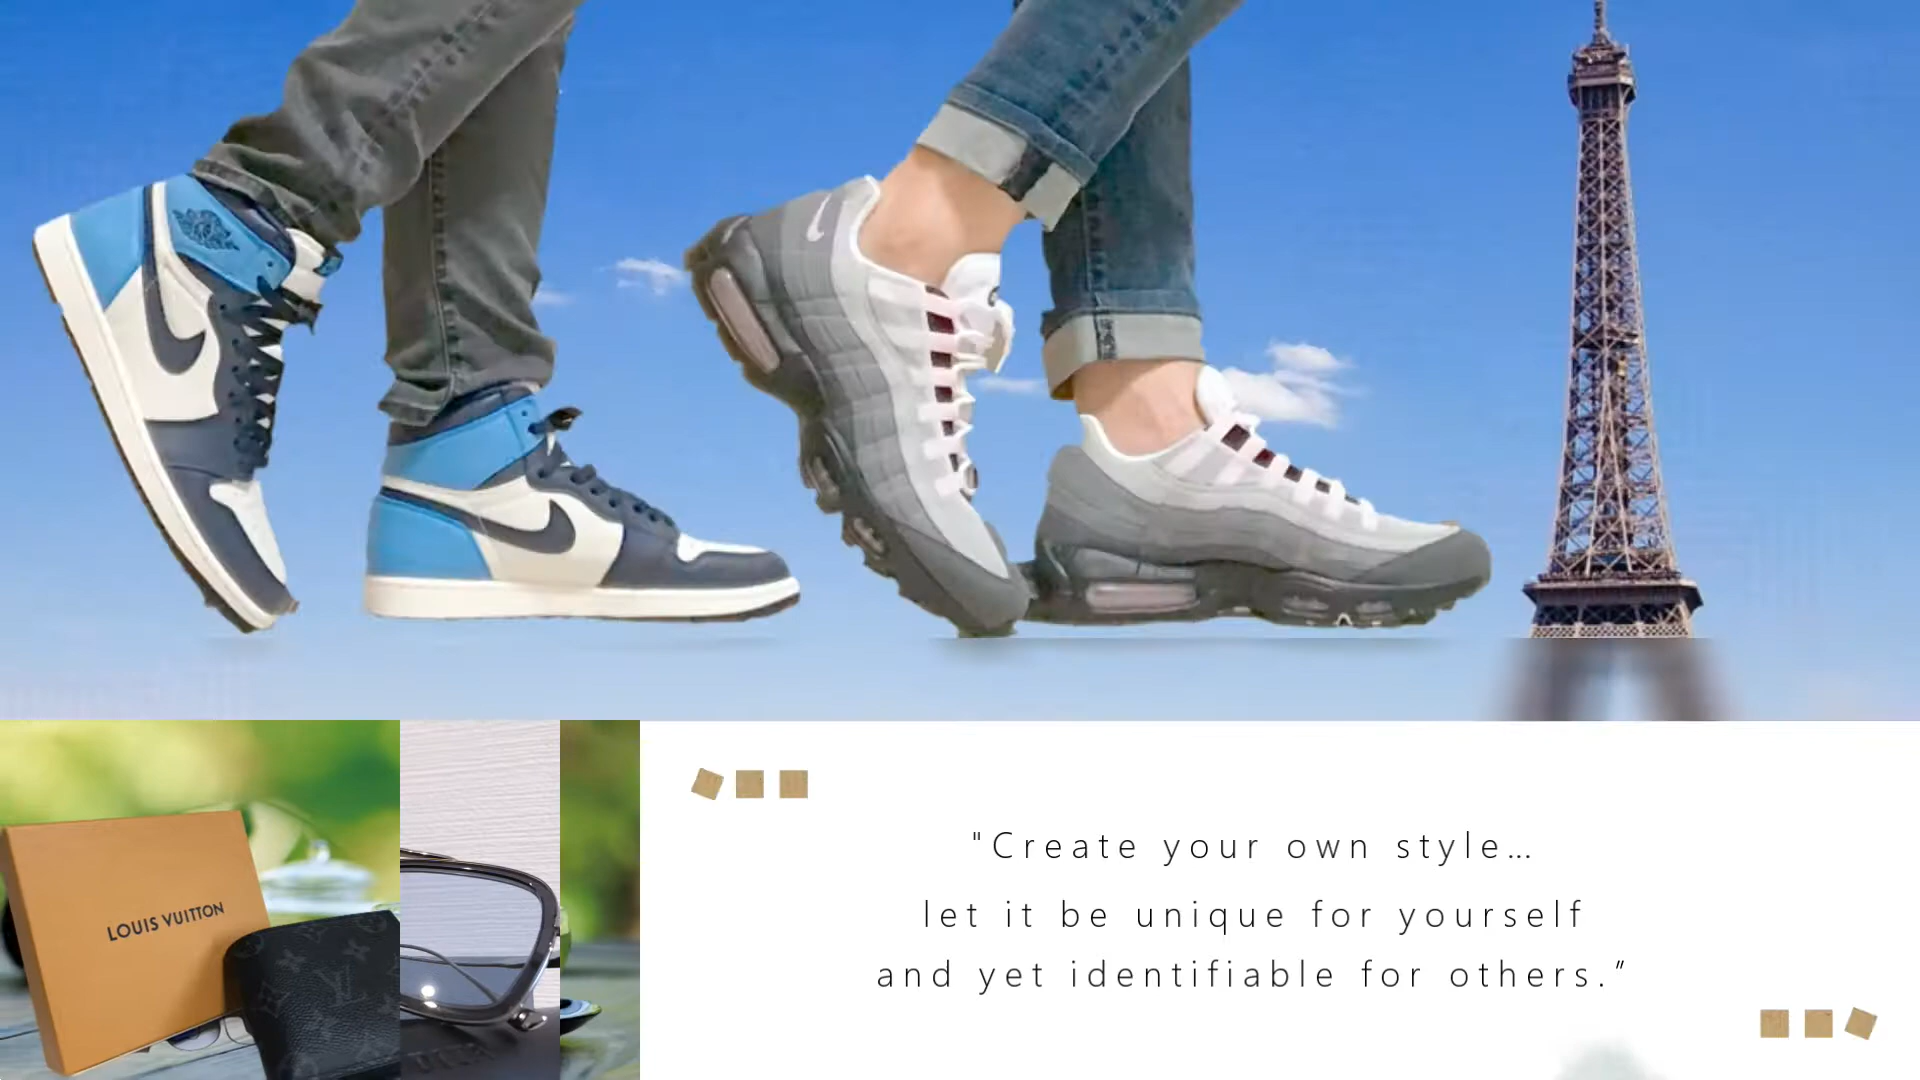 LOUIS VUITTON
"Create your own style…
let it be unique for yourself
and yet identifiable for others.”